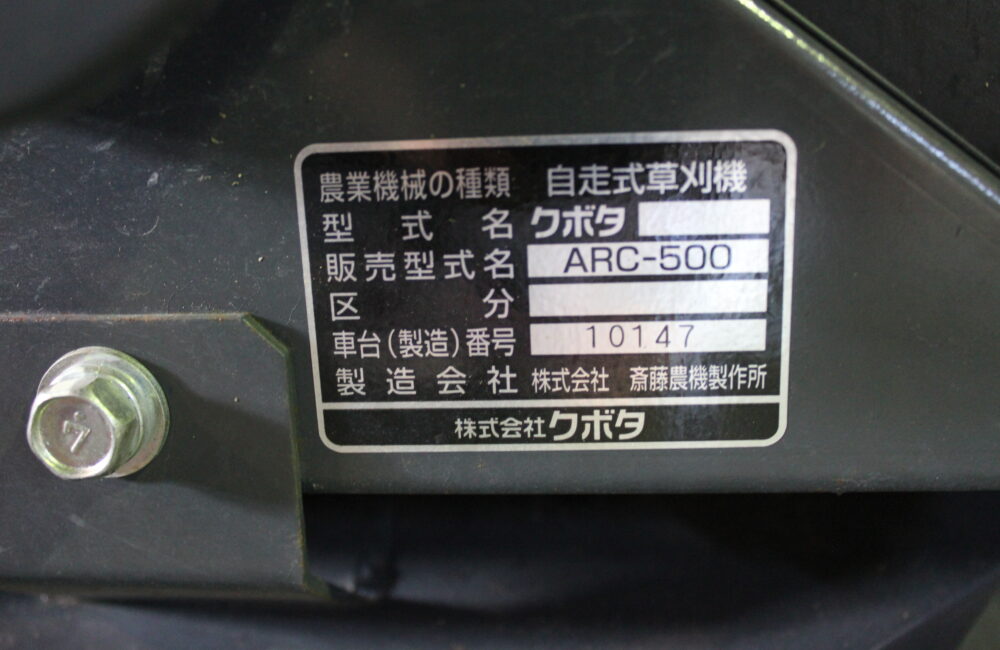 農業機械の種類 自走式草刈機
型式名 クボタ
販売型式名 ARC-500
区分
車台(製造)番号 10147
製造会社 株式会社 斎藤農機製作所
株式会社クボタ
7